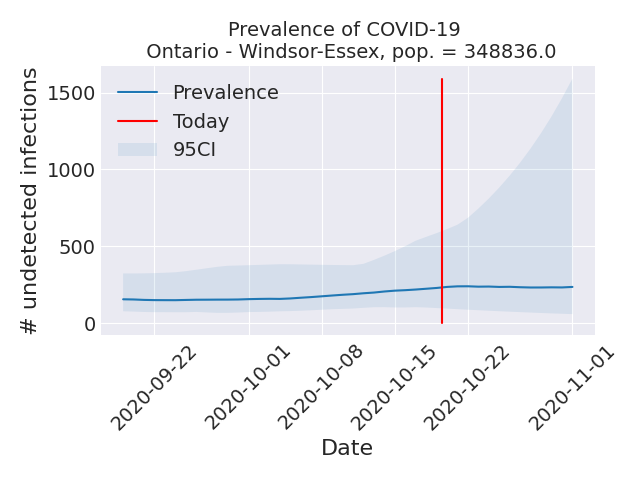 Prevalence of COVID-19
Ontario - Windsor-Essex, pop. = 348836.0
# undetected infections
1500
1000
500
0
Prevalence
Today
95CI
2020-09-22
2020-10-01
2020-10-08
2020-10-15
2020-10-22
2020-11-01
Date